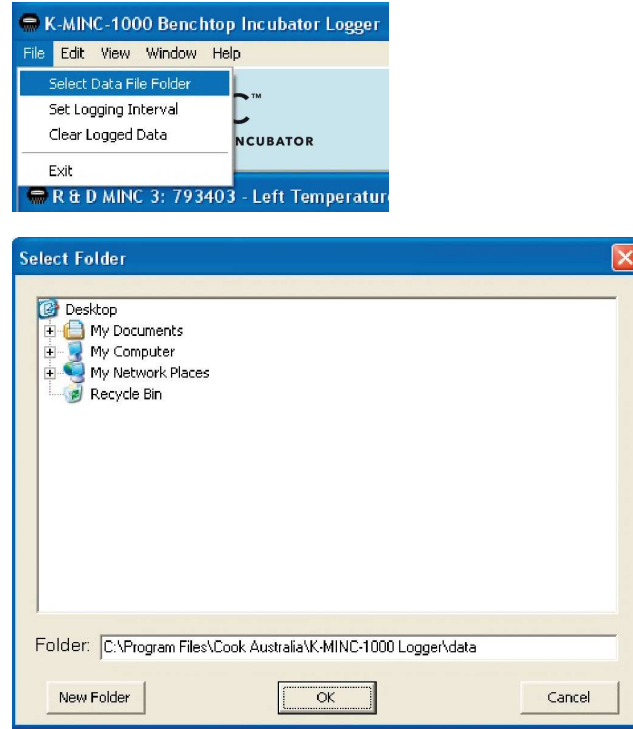 K-MINC-1000 Benchtop Incubator Logger
File Edit View Window Help
Select Data File Folder
Set Logging Interval
Clear Logged Data
Exit
™
NCUBATOR
R & D MINC 3: 793403 - Left Temperatur
Select Folder
Desktop
My Documents
My Computer
My Network Places
Recycle Bin
Folder: C:\Program Files\Cook Australia\K-MINC-1000 Logger\data
New Folder OK Cancel